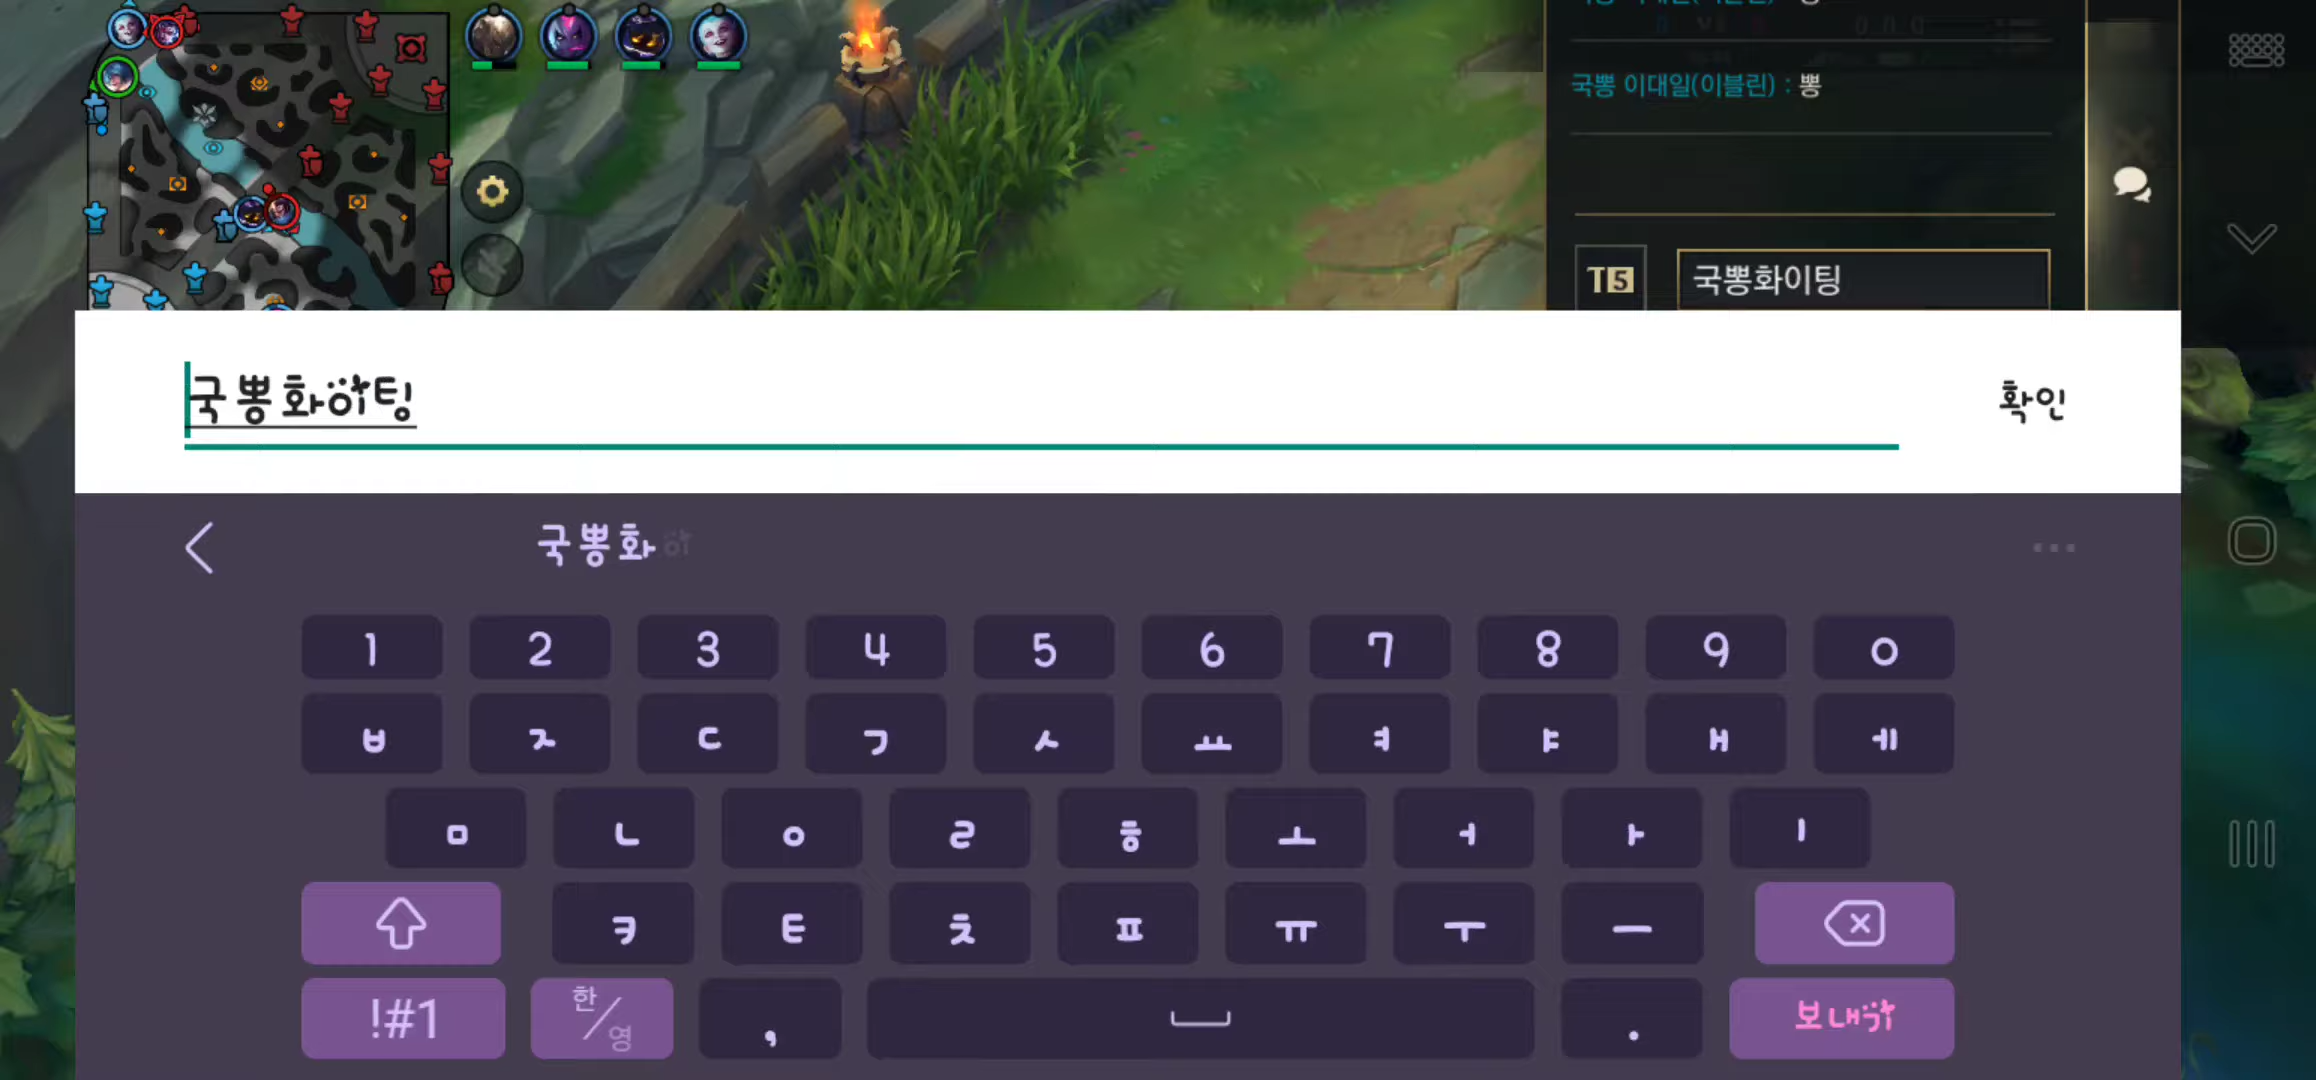 국뽕 이대일(이블린) : 뽕
T5
국뽕화이팅
국뽕화이팅
확인
국뽕화이
1 2 3 4 5 6 7 8 9 0
ㅂ ㅈ ㄷ ㄱ ㅅ ㅛ ㅕ ㅑ ㅐ ㅔ
ㅁ ㄴ ㅇ ㄹ ㅎ ㅗ ㅓ ㅏ ㅣ
ㅋ ㅌ ㅊ ㅍ ㅠ ㅜ ㅡ
!#1 한/영 , . 보내기